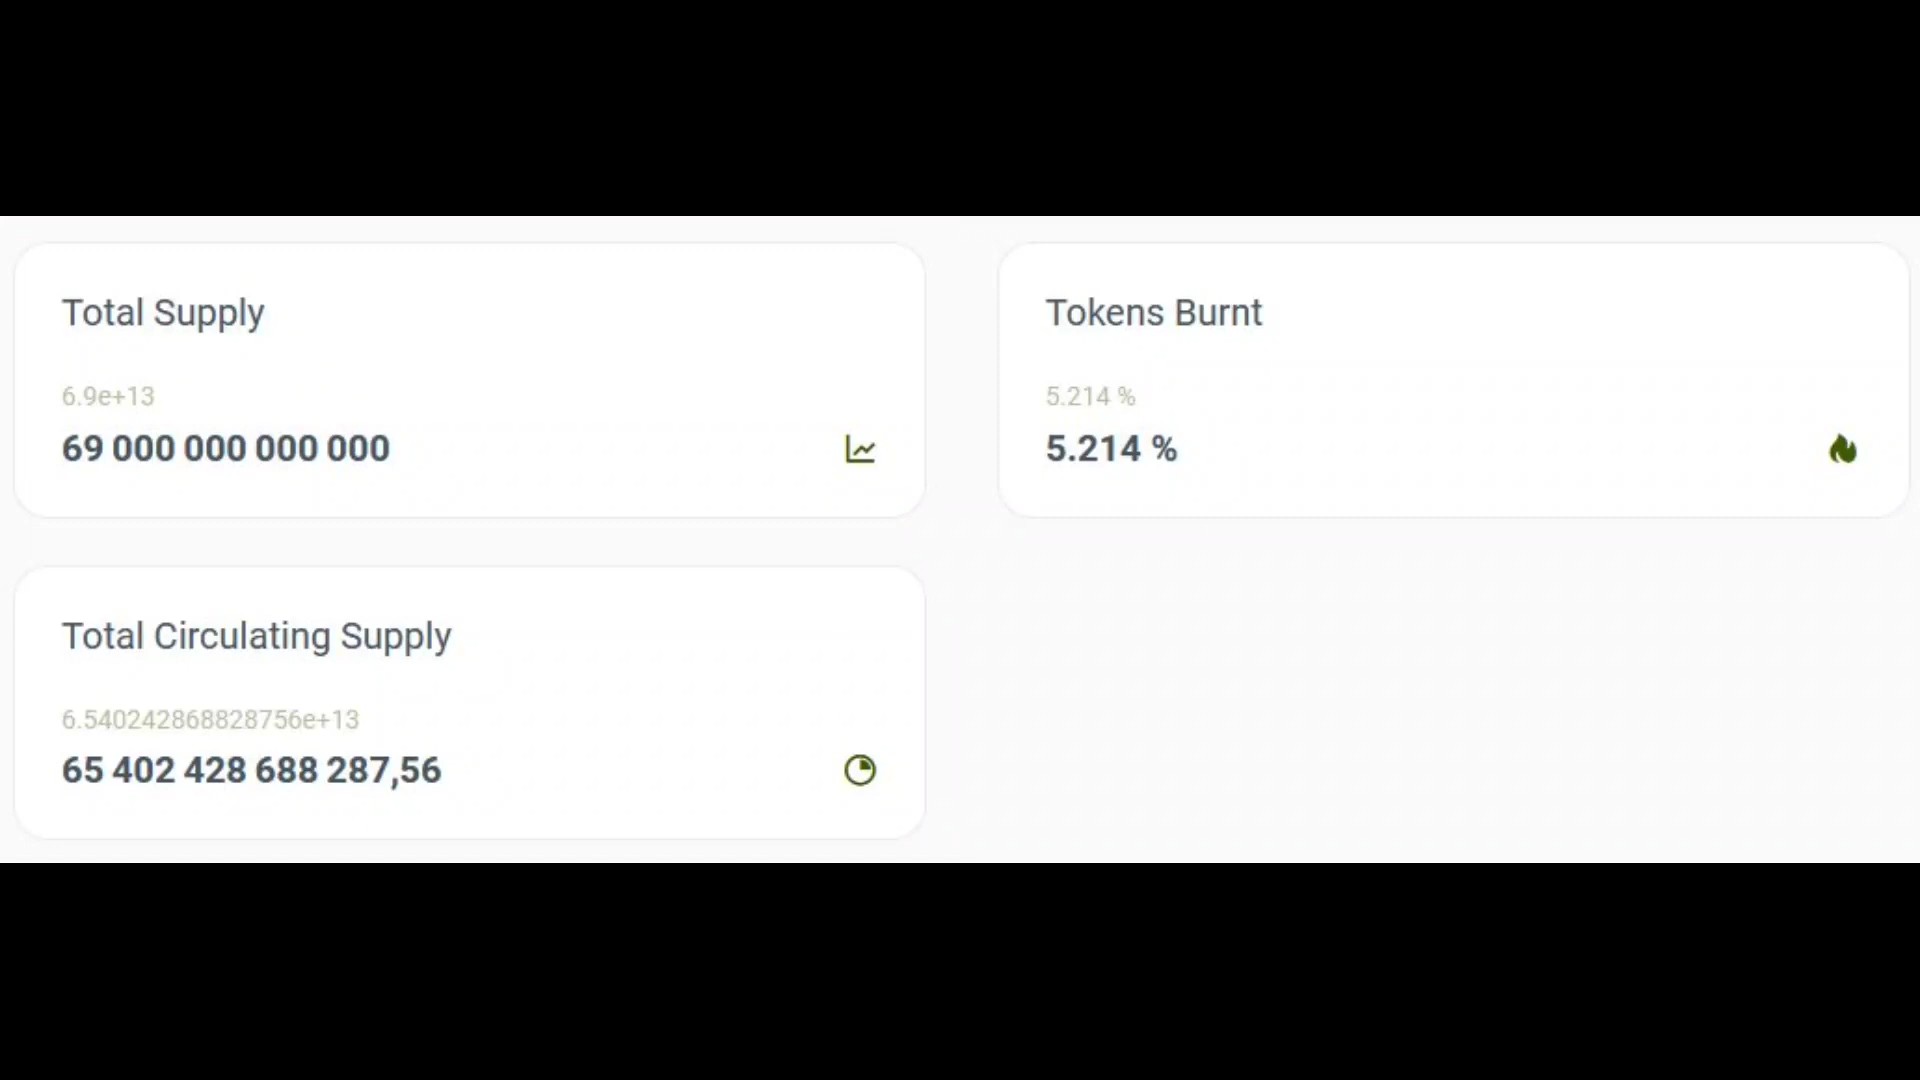 Total Supply
6.9e+13
69 000 000 000 000
Tokens Burnt
5.214 %
5.214 %
Total Circulating Supply
6.540242868828756e+13
65 402 428 688 287,56